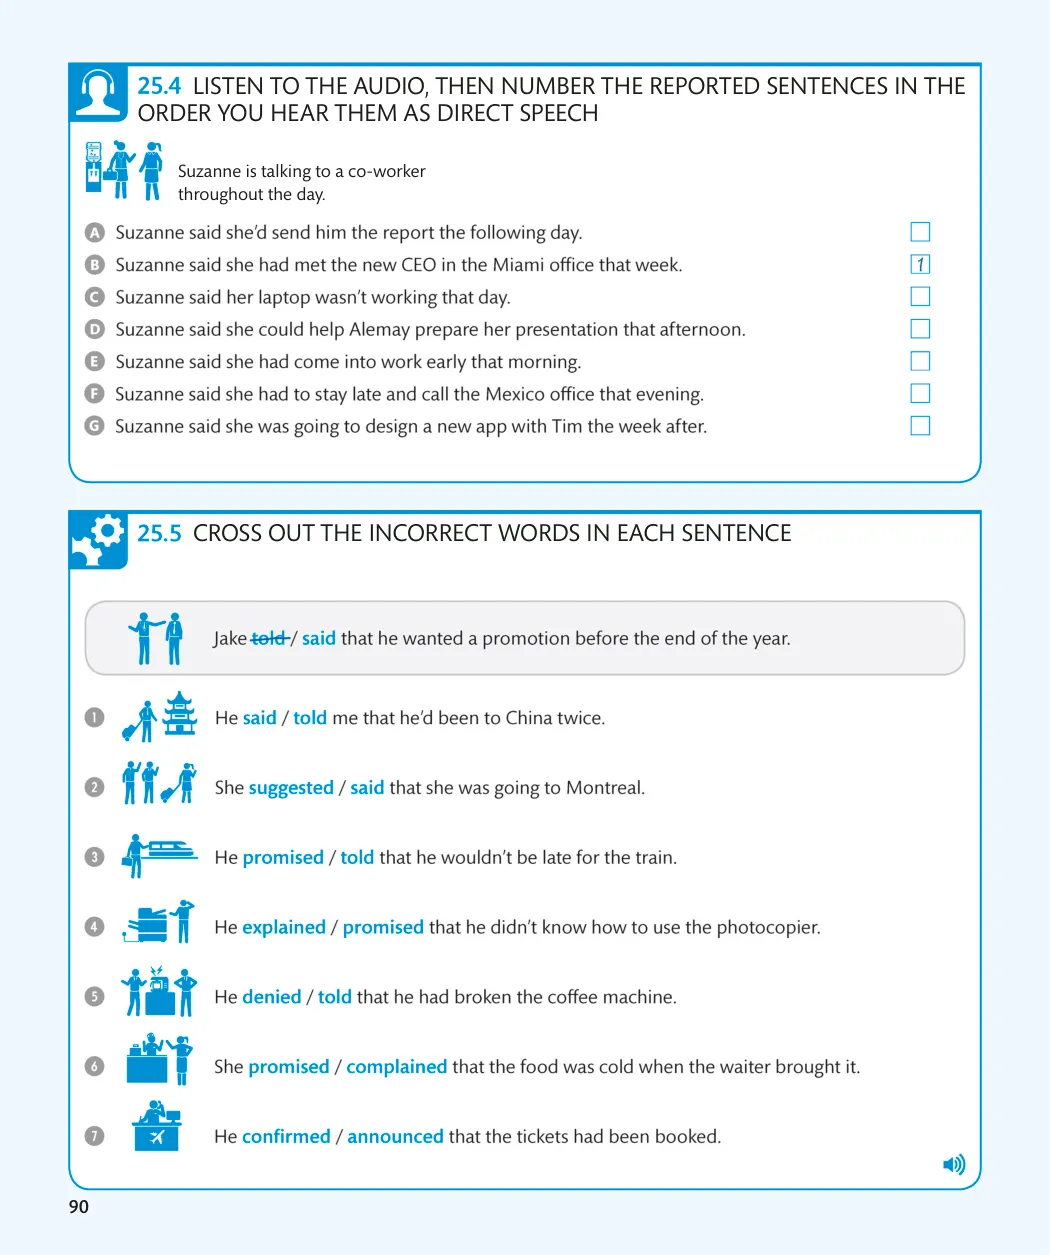 25.4 LISTEN TO THE AUDIO, THEN NUMBER THE REPORTED SENTENCES IN THE
ORDER YOU HEAR THEM AS DIRECT SPEECH
Suzanne is talking to a co-worker
throughout the day.
A Suzanne said she’d send him the report the following day.
B Suzanne said she had met the new CEO in the Miami office that week. 1
C Suzanne said her laptop wasn’t working that day.
D Suzanne said she could help Alemay prepare her presentation that afternoon.
E Suzanne said she had come into work early that morning.
F Suzanne said she had to stay late and call the Mexico office that evening.
G Suzanne said she was going to design a new app with Tim the week after.
25.5 CROSS OUT THE INCORRECT WORDS IN EACH SENTENCE
Jake told / said that he wanted a promotion before the end of the year.
1 He said / told me that he’d been to China twice.
2 She suggested / said that she was going to Montreal.
3 He promised / told that he wouldn’t be late for the train.
4 He explained / promised that he didn’t know how to use the photocopier.
5 He denied / told that he had broken the coffee machine.
6 She promised / complained that the food was cold when the waiter brought it.
7 He confirmed / announced that the tickets had been booked.
90